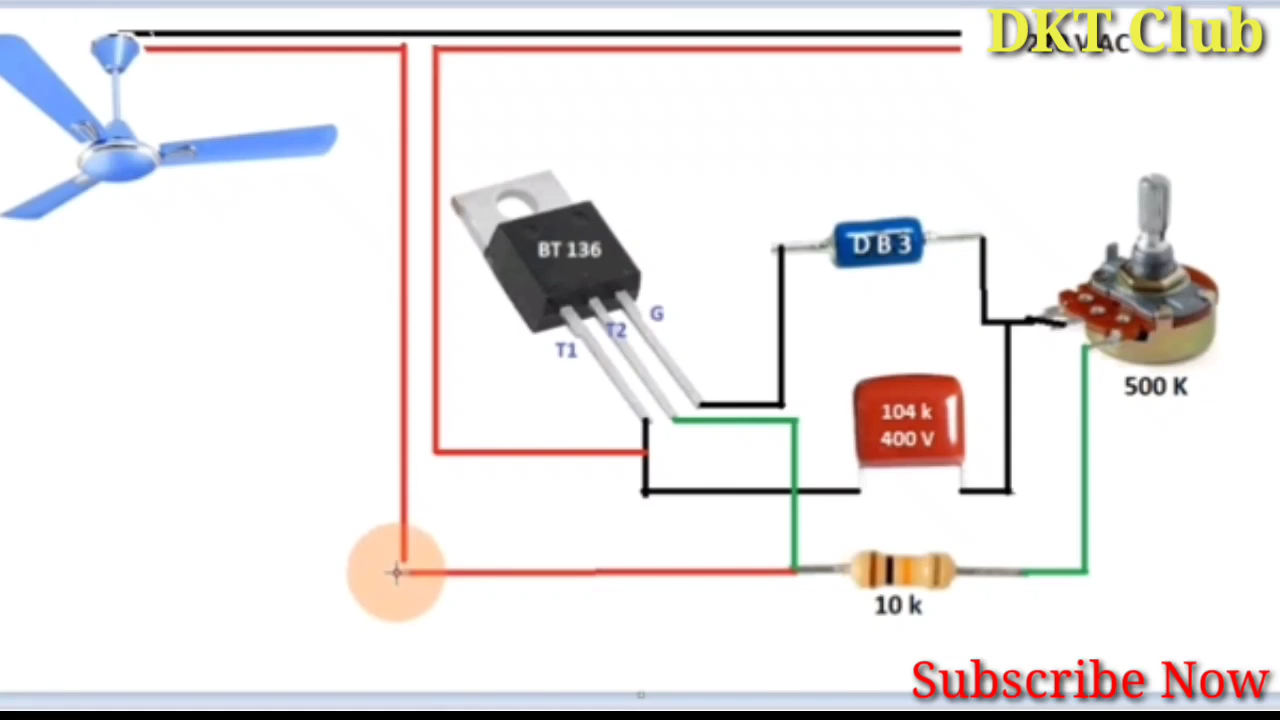 DKT Club
BT 136
D B 3
G
T2
T1
500 K
104 k
400 V
10 k
Subscribe Now